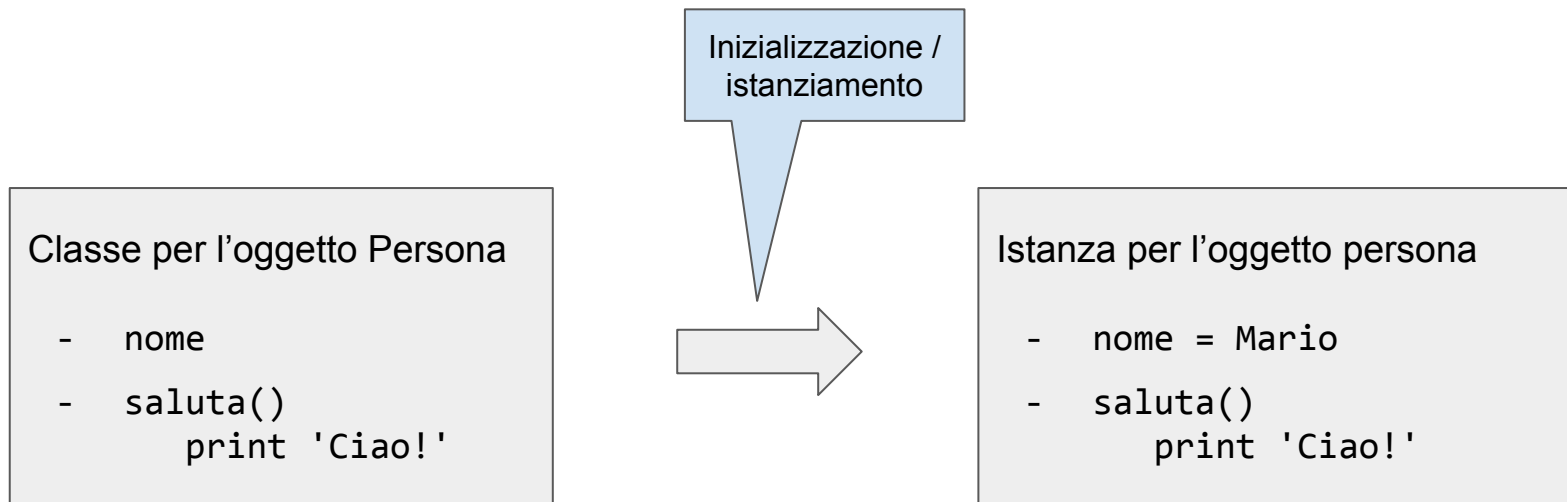 Inizializzazione /
istanziamento
Classe per l’oggetto Persona
- nome
- saluta()
print 'Ciao!'
Istanza per l’oggetto persona
- nome = Mario
- saluta()
print 'Ciao!'